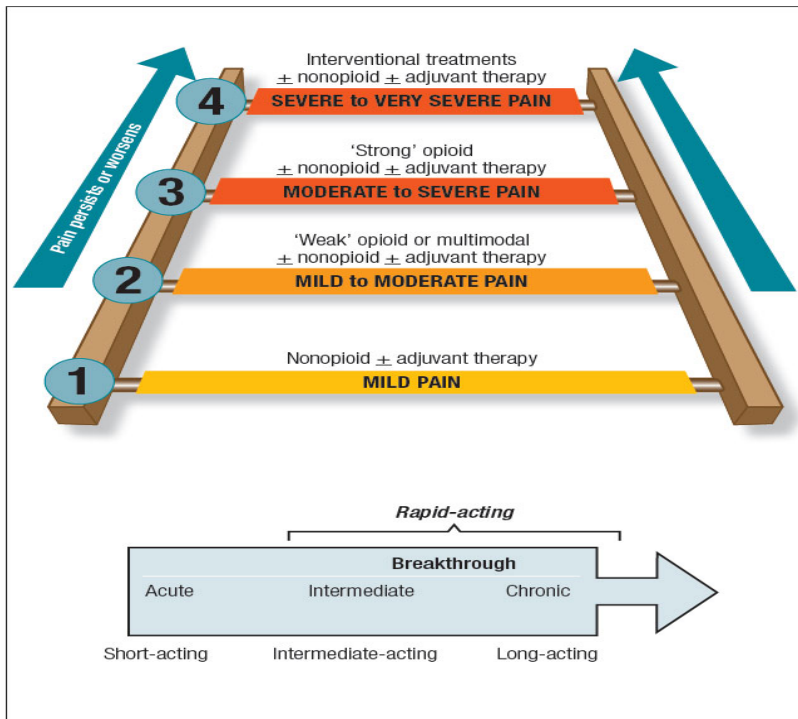 Interventional treatments
+ nonopioid + adjuvant therapy
4
SEVERE to VERY SEVERE PAIN
Pain persists or worsens
'Strong' opioid
+ nonopioid + adjuvant therapy
3
MODERATE to SEVERE PAIN
'Weak' opioid or multimodal
+ nonopioid + adjuvant therapy
2
MILD to MODERATE PAIN
Nonopioid + adjuvant therapy
1
MILD PAIN
Rapid-acting
Breakthrough
Acute Intermediate Chronic
Short-acting Intermediate-acting Long-acting